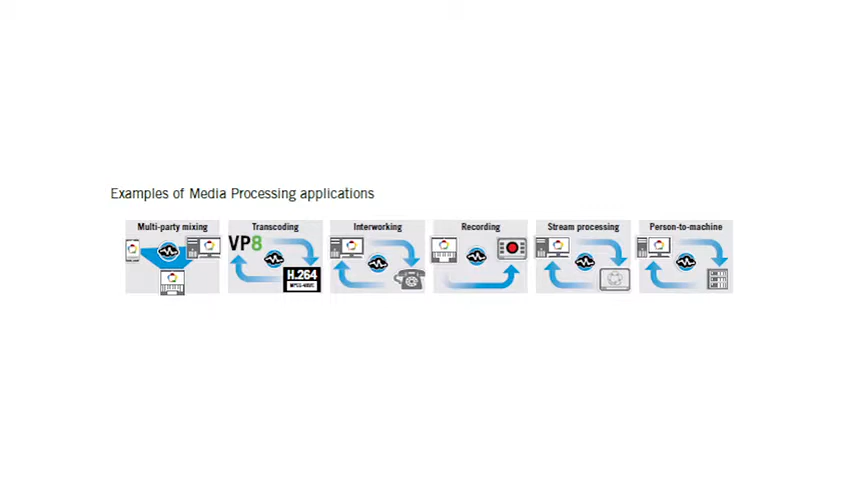 Examples of Media Processing applications
Multi-party mixing
Transcoding
Interworking
Recording
Stream processing
Person-to-machine
VP8
H.264